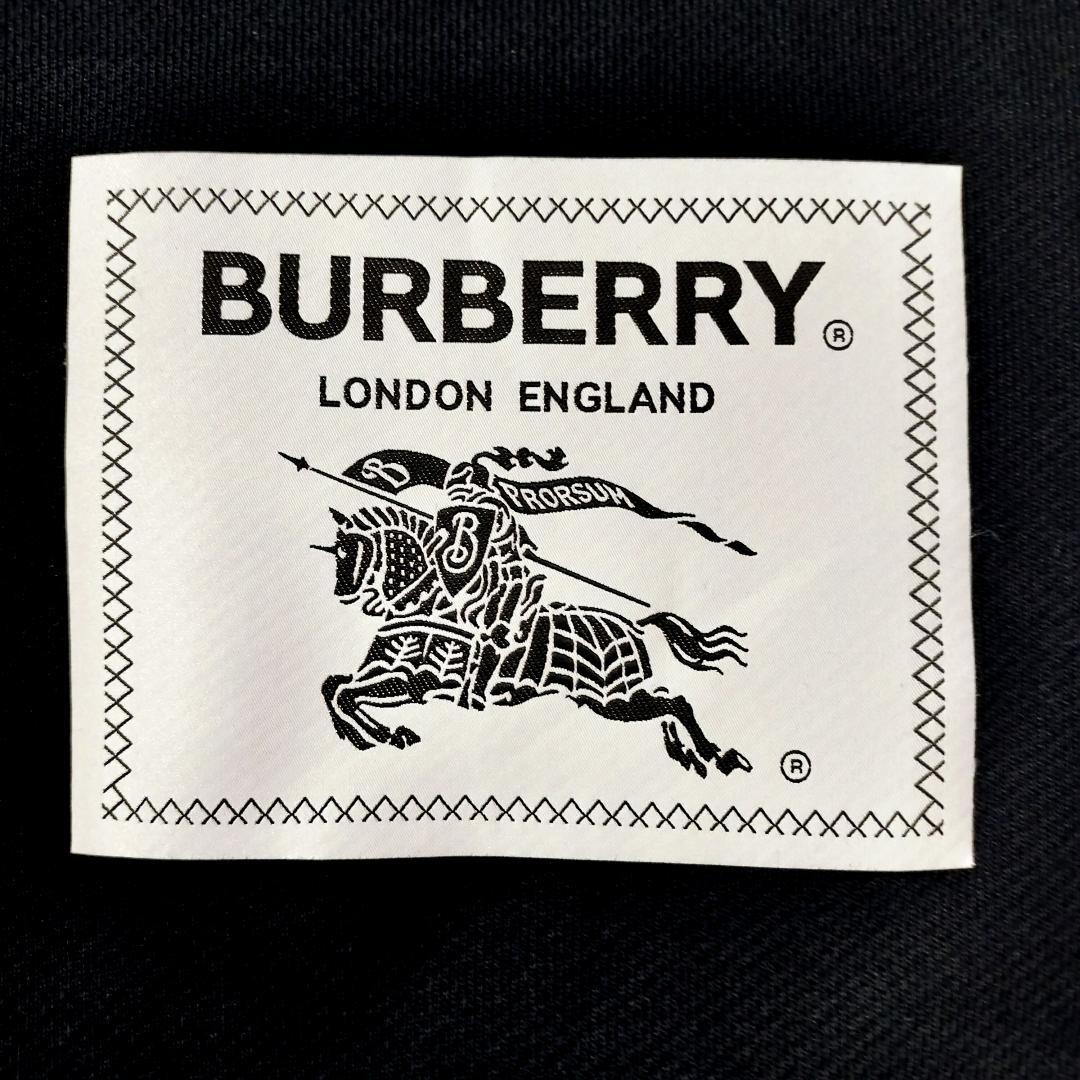 BURBERRY®
LONDON ENGLAND
B PRORSUM
B
®